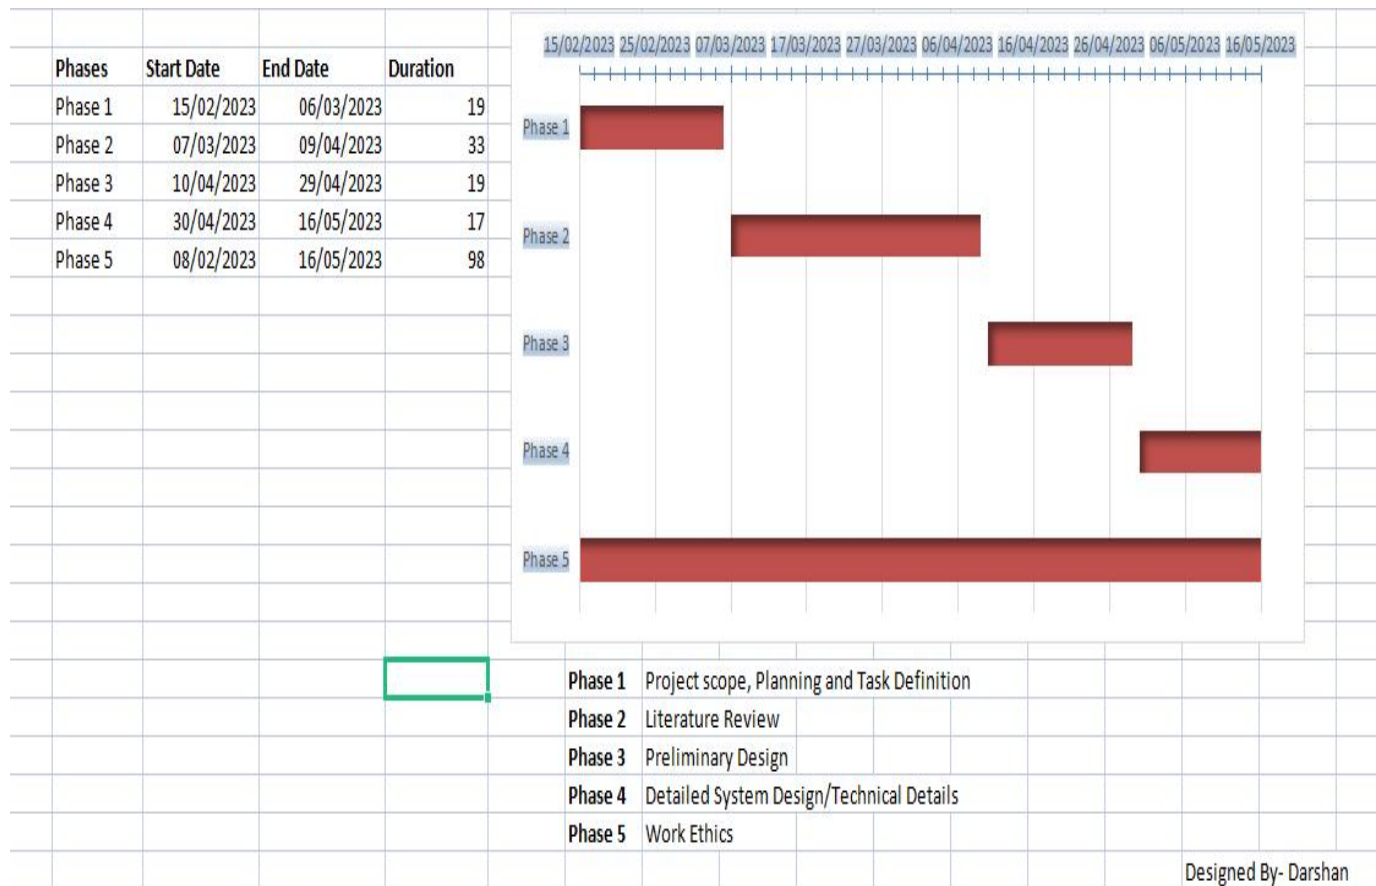 15/02/2023 25/02/2023 07/03/2023 17/03/2023 27/03/2023 06/04/2023 16/04/2023 26/04/2023 06/05/2023 16/05/2023
Phases Start Date End Date Duration
Phase 1 15/02/2023 06/03/2023 19
Phase 2 07/03/2023 09/04/2023 33
Phase 3 10/04/2023 29/04/2023 19
Phase 4 30/04/2023 16/05/2023 17
Phase 5 08/02/2023 16/05/2023 98
Phase 1
Phase 2
Phase 3
Phase 4
Phase 5
Phase 1 Project scope, Planning and Task Definition
Phase 2 Literature Review
Phase 3 Preliminary Design
Phase 4 Detailed System Design/Technical Details
Phase 5 Work Ethics
Designed By- Darshan